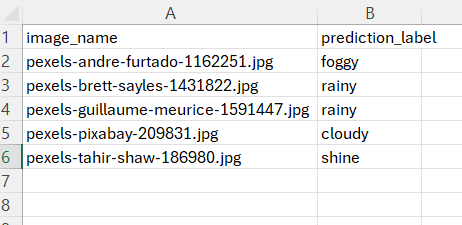 A B
1 image_name prediction_label
2 pexels-andre-furtado-1162251.jpg foggy
3 pexels-brett-sayles-1431822.jpg rainy
4 pexels-guillaume-meurice-1591447.jpg rainy
5 pexels-pixabay-209831.jpg cloudy
6 pexels-tahir-shaw-186980.jpg shine
7
8